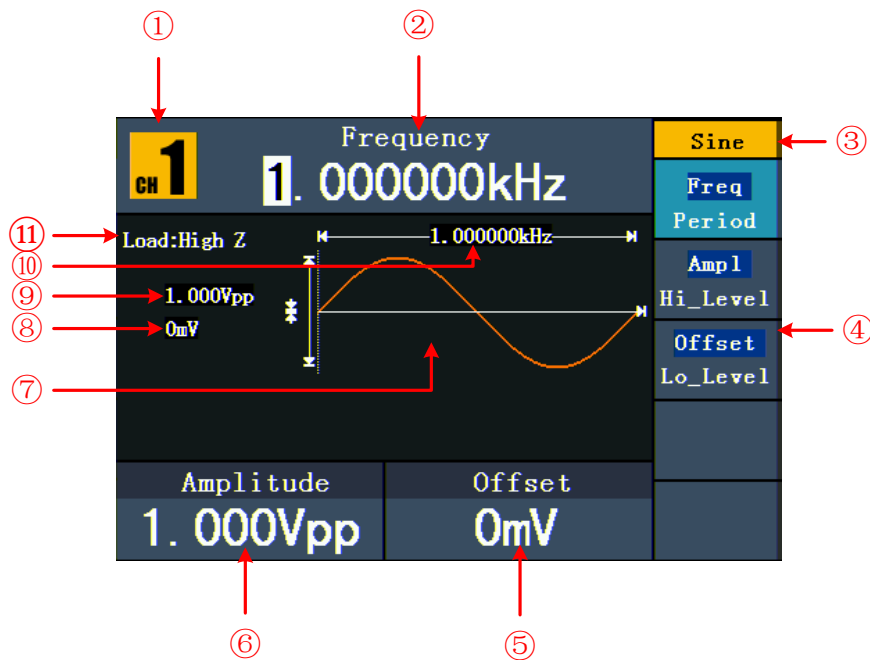 ① ②
Frequency
CH 1
1.000000kHz
Sine ③
Freq
Period
⑪ Load:High Z
1.000000kHz
⑩
Ampl
Hi_Level
⑨ 1.000Vpp
⑧ 0mV
Offset ④
Lo_Level
⑦
Amplitude Offset
1.000Vpp 0mV
⑥ ⑤